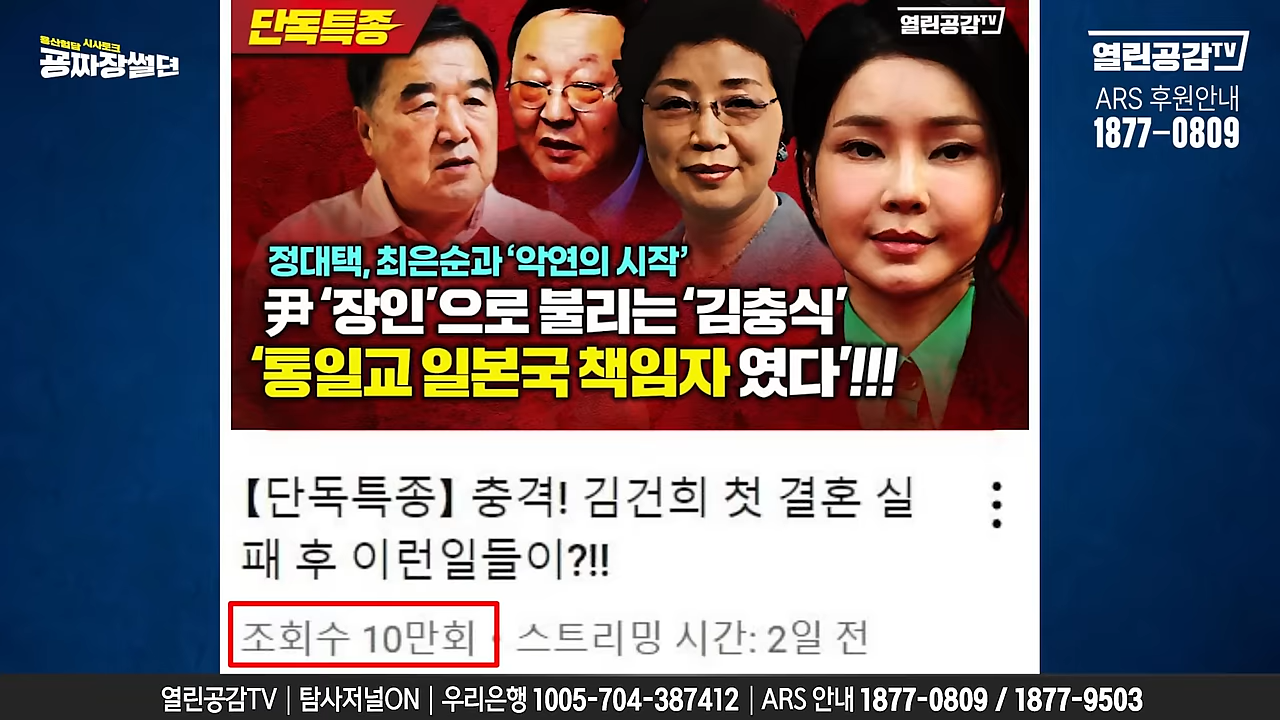 단독특종
열린공감TV
정대택, 최은순과 ‘악연의 시작’
尹 ‘장인’으로 불리는 ‘김충식’
‘통일교 일본국 책임자 였다’!!!
【단독특종】 충격! 김건희 첫 결혼 실
패 후 이런일들이?!!
조회수 10만회 · 스트리밍 시간: 2일 전
시사토크
열린공감TV
ARS 후원안내
1877-0809
열린공감TV | 탐사저널ON | 우리은행 1005-704-387412 | ARS 안내 1877-0809 / 1877-9503